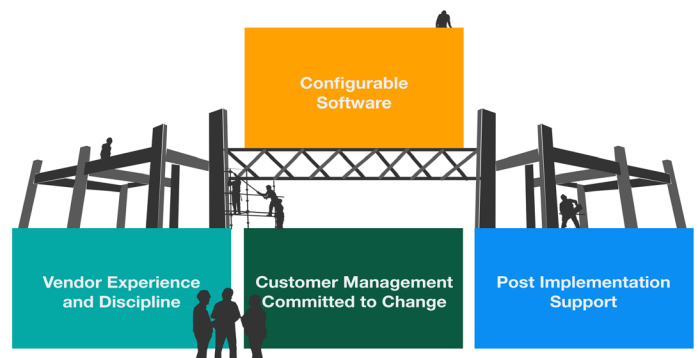 Configurable
Software
Vendor Experience
and Discipline
Customer Management
Committed to Change
Post Implementation
Support